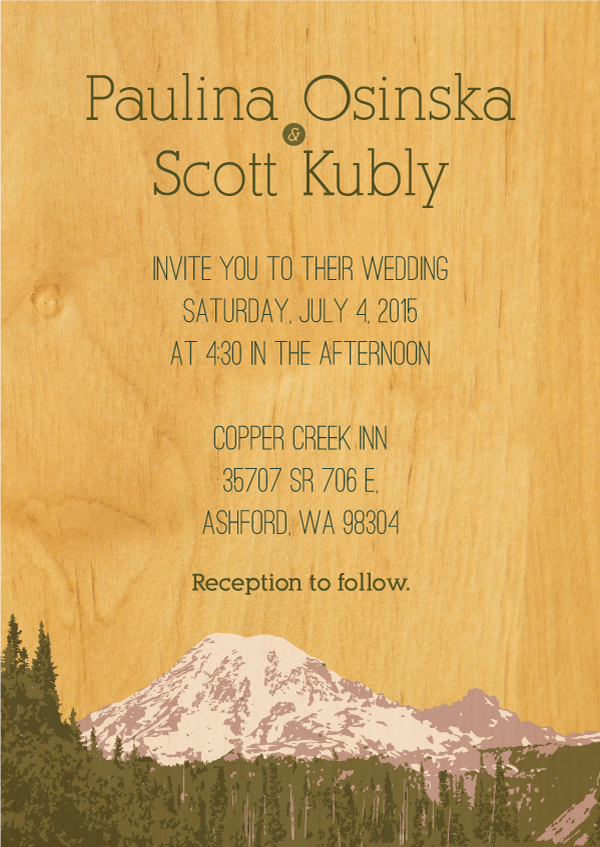 Paulina Osinska
&
Scott Kubly
INVITE YOU TO THEIR WEDDING
SATURDAY, JULY 4, 2015
AT 4:30 IN THE AFTERNOON
COPPER CREEK INN
35707 SR 706 E,
ASHFORD, WA 98304
Reception to follow.